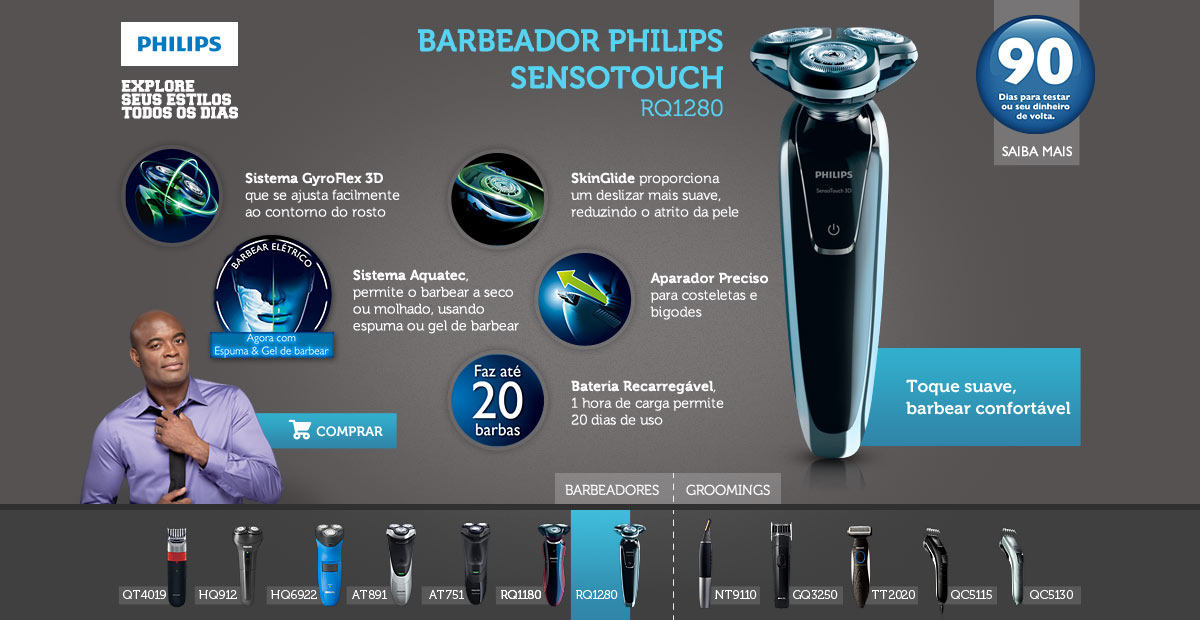 PHILIPS
EXPLORE
SEUS ESTILOS
TODOS OS DIAS
BARBEADOR PHILIPS
SENSOTOUCH
RQ1280
90
Dias para testar
ou seu dinheiro
de volta.
SAIBA MAIS
Sistema GyroFlex 3D
que se ajusta facilmente
ao contorno do rosto
SkinGlide proporciona
um deslizar mais suave,
reduzindo o atrito da pele
PHILIPS
SensoTouch 3D
BARBEAR ELÉTRICO
Agora com
Espuma & Gel de barbear
Sistema Aquatec,
permite o barbear a seco
ou molhado, usando
espuma ou gel de barbear
Aparador Preciso
para costeletas e
bigodes
Faz até
20
barbas
Bateria Recarregável,
1 hora de carga permite
20 dias de uso
Toque suave,
barbear confortável
COMPRAR
BARBEADORES
GROOMINGS
QT4019
HQ912
HQ6922
AT891
AT751
RQ1180
RQ1280
NT9110
GQ3250
TT2020
QC5115
QC5130